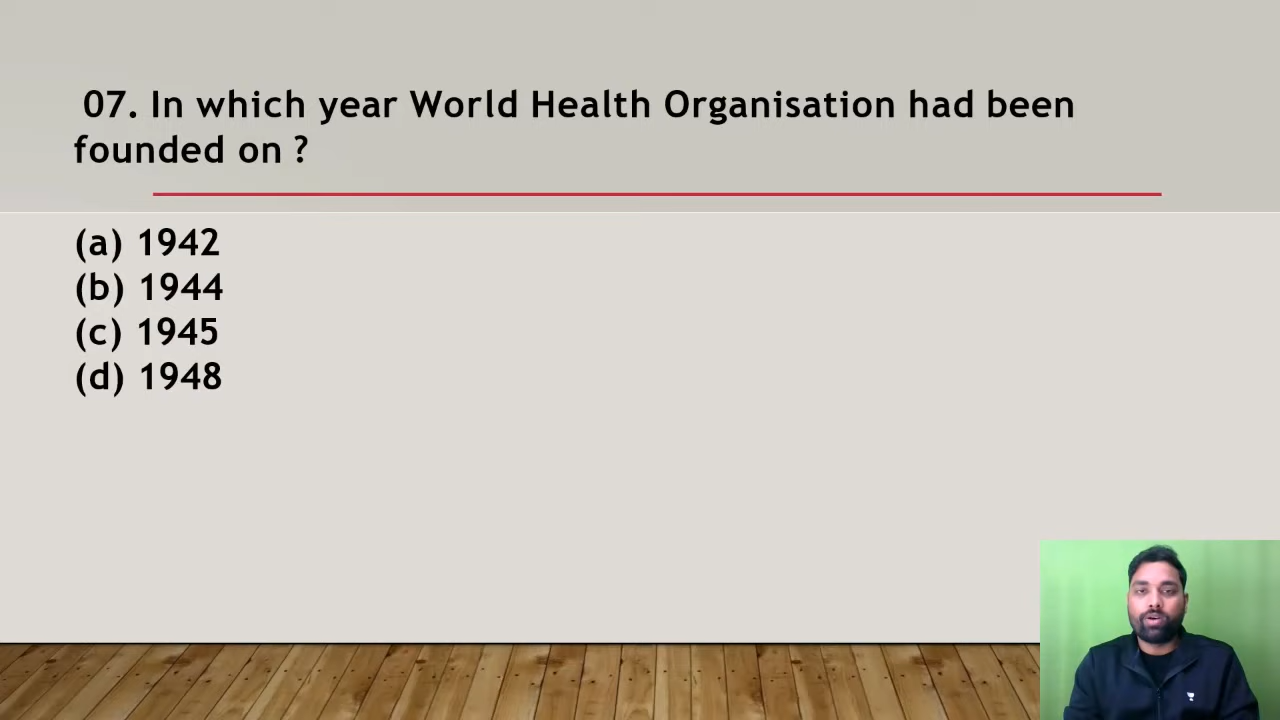 07. In which year World Health Organisation had been
founded on ?
(a) 1942
(b) 1944
(c) 1945
(d) 1948